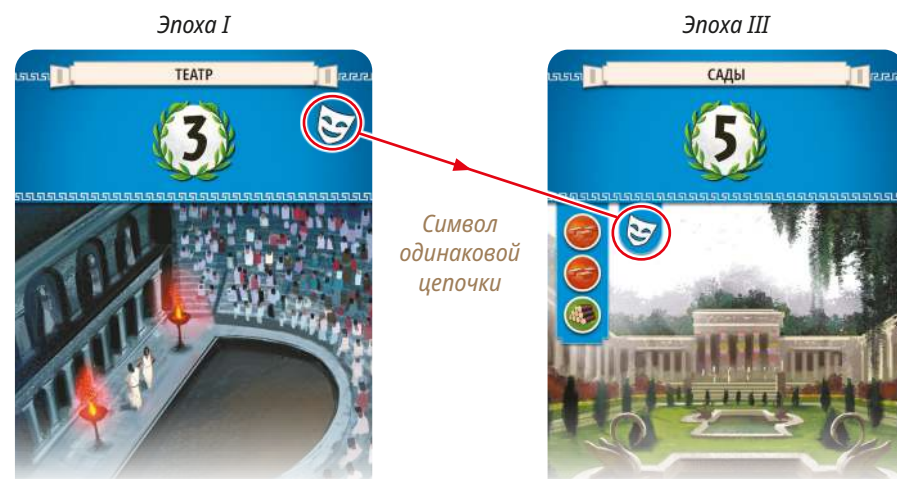 Эпоха I
Эпоха III
ТЕАТР
САДЫ
3
5
Символ
одинаковой
цепочки